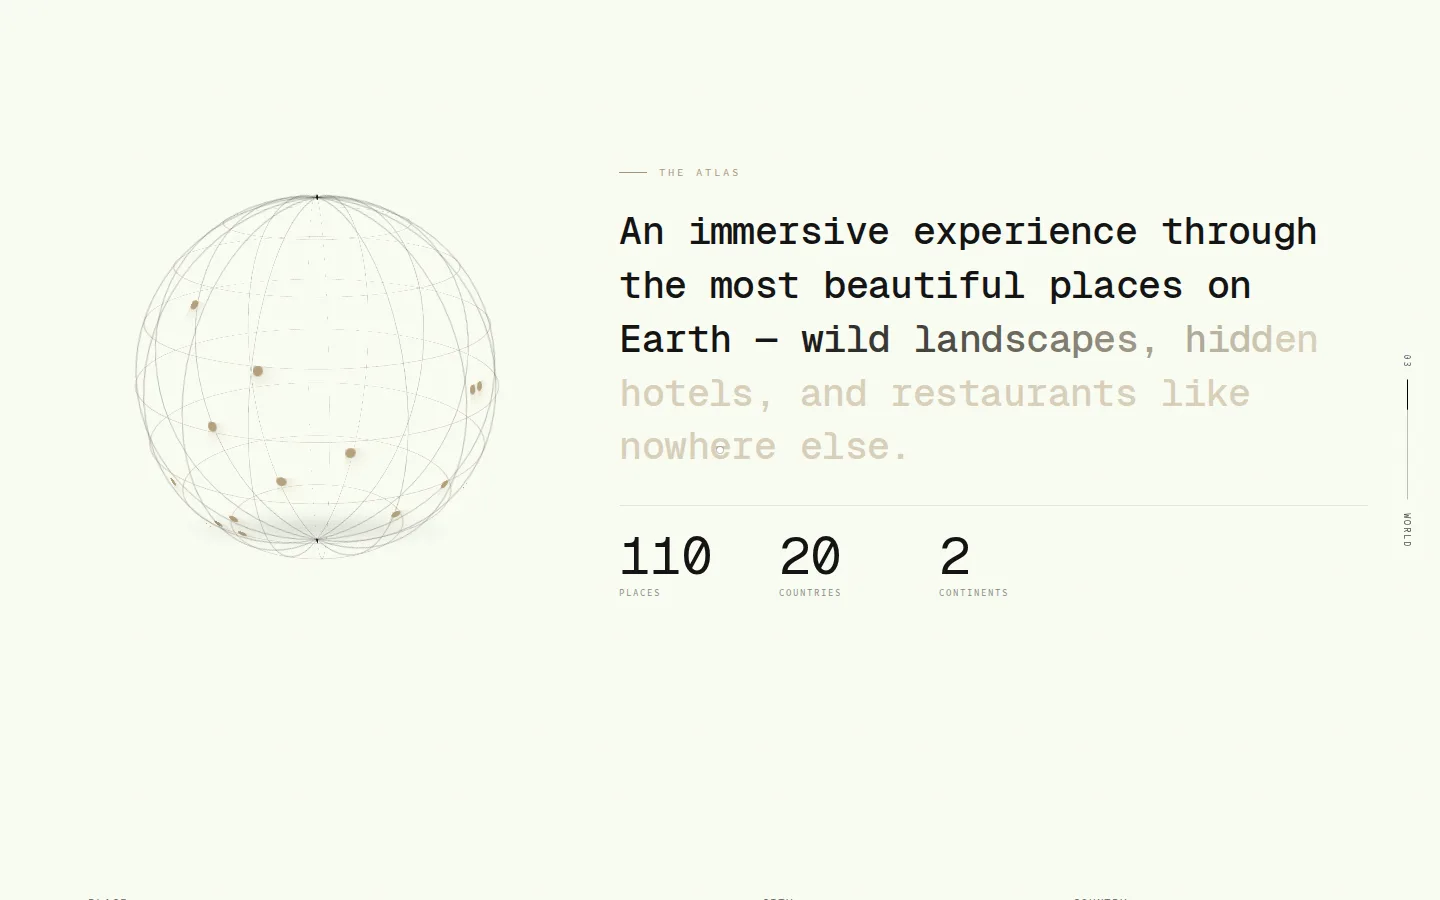 THE ATLAS
An immersive experience through
the most beautiful places on
Earth — wild landscapes, hidden
hotels, and restaurants like
nowhere else.
110 20 2
PLACES COUNTRIES CONTINENTS
03
WORLD